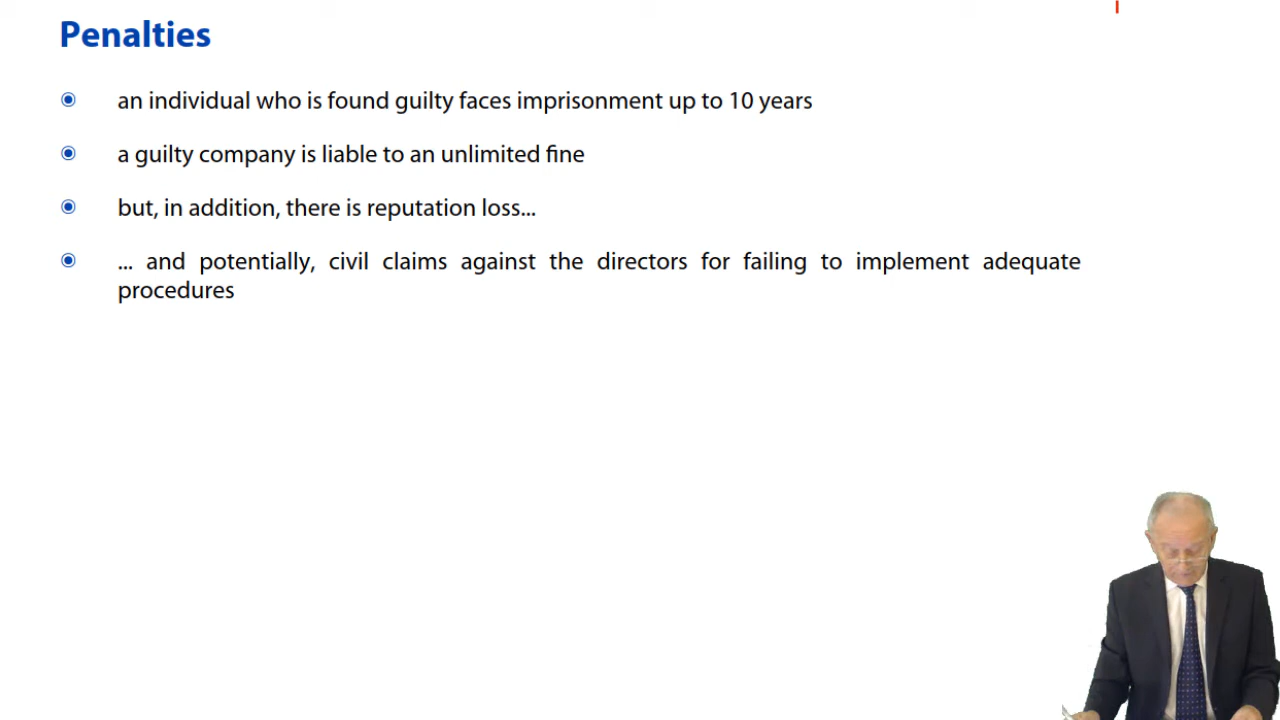 Penalties
an individual who is found guilty faces imprisonment up to 10 years
a guilty company is liable to an unlimited fine
but, in addition, there is reputation loss...
... and potentially, civil claims against the directors for failing to implement adequate
procedures